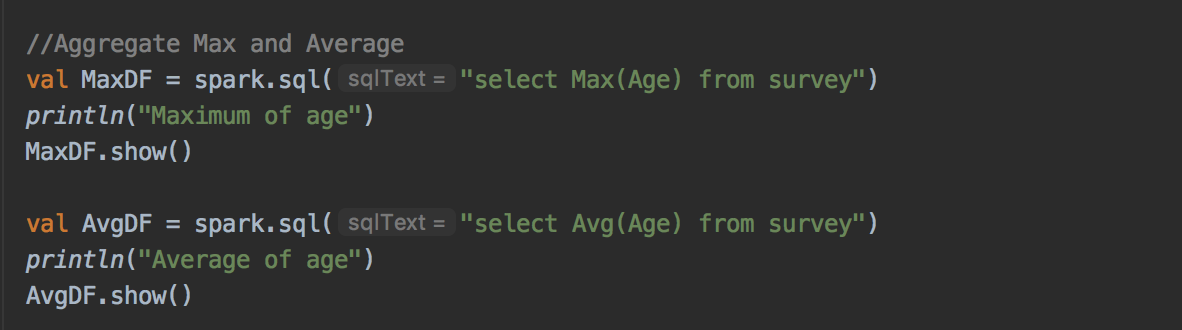 //Aggregate Max and Average
val MaxDF = spark.sql( sqlText = "select Max(Age) from survey")
println("Maximum of age")
MaxDF.show()
val AvgDF = spark.sql( sqlText = "select Avg(Age) from survey")
println("Average of age")
AvgDF.show()